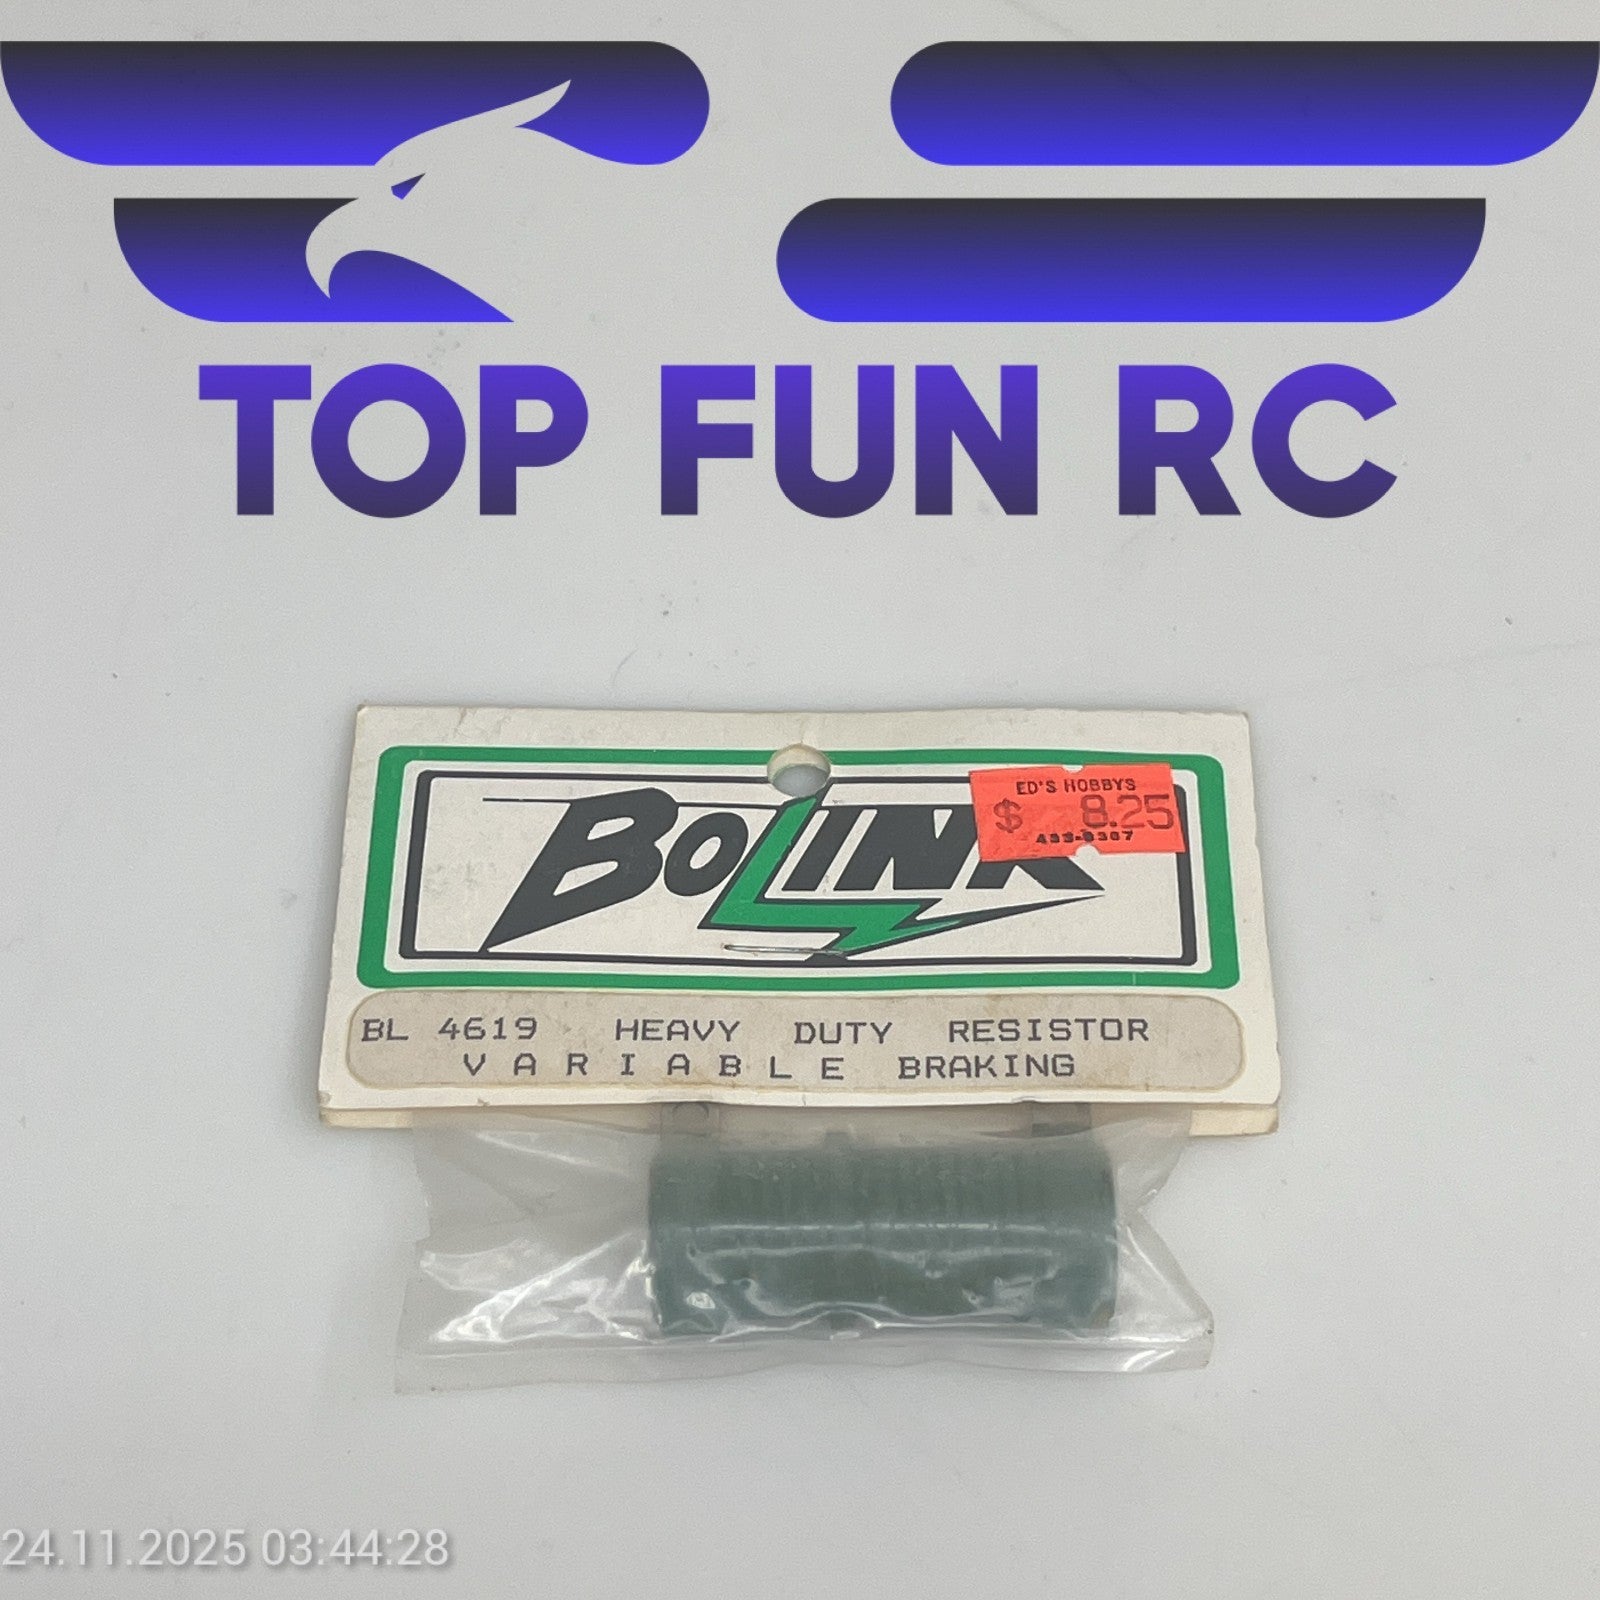 TOP FUN RC
BOLINK
ED'S HOBBYS
$ 8.25
BL 4619 HEAVY DUTY RESISTOR
VARIABLE BRAKING
24.11.2025 03:44:28